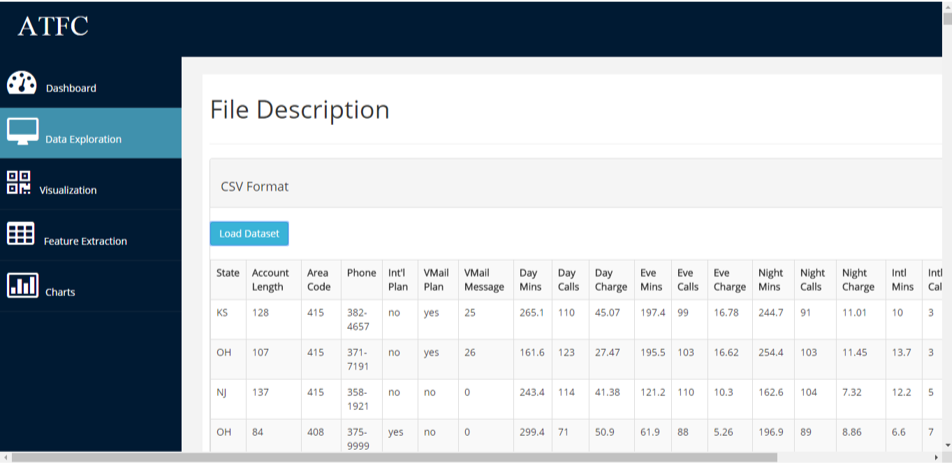 ATFC
Dashboard
Data Exploration
Visualization
Feature Extraction
Charts
File Description
CSV Format
Load Dataset
State Account Area Phone Int'l VMail VMail Day Day Day Eve Eve Eve Night Night Night Intl Intl
Length Code Plan Plan Message Mins Calls Charge Mins Calls Charge Mins Calls Charge Mins Cal
KS 128 415 382- no yes 25 265.1 110 45.07 197.4 99 16.78 244.7 91 11.01 10 3
4657
OH 107 415 371- no yes 26 161.6 123 27.47 195.5 103 16.62 254.4 103 11.45 13.7 3
7191
NJ 137 415 358- no no 0 243.4 114 41.38 121.2 110 10.3 162.6 104 7.32 12.2 5
1921
OH 84 408 375- yes no 0 299.4 71 50.9 61.9 88 5.26 196.9 89 8.86 6.6 7
9999